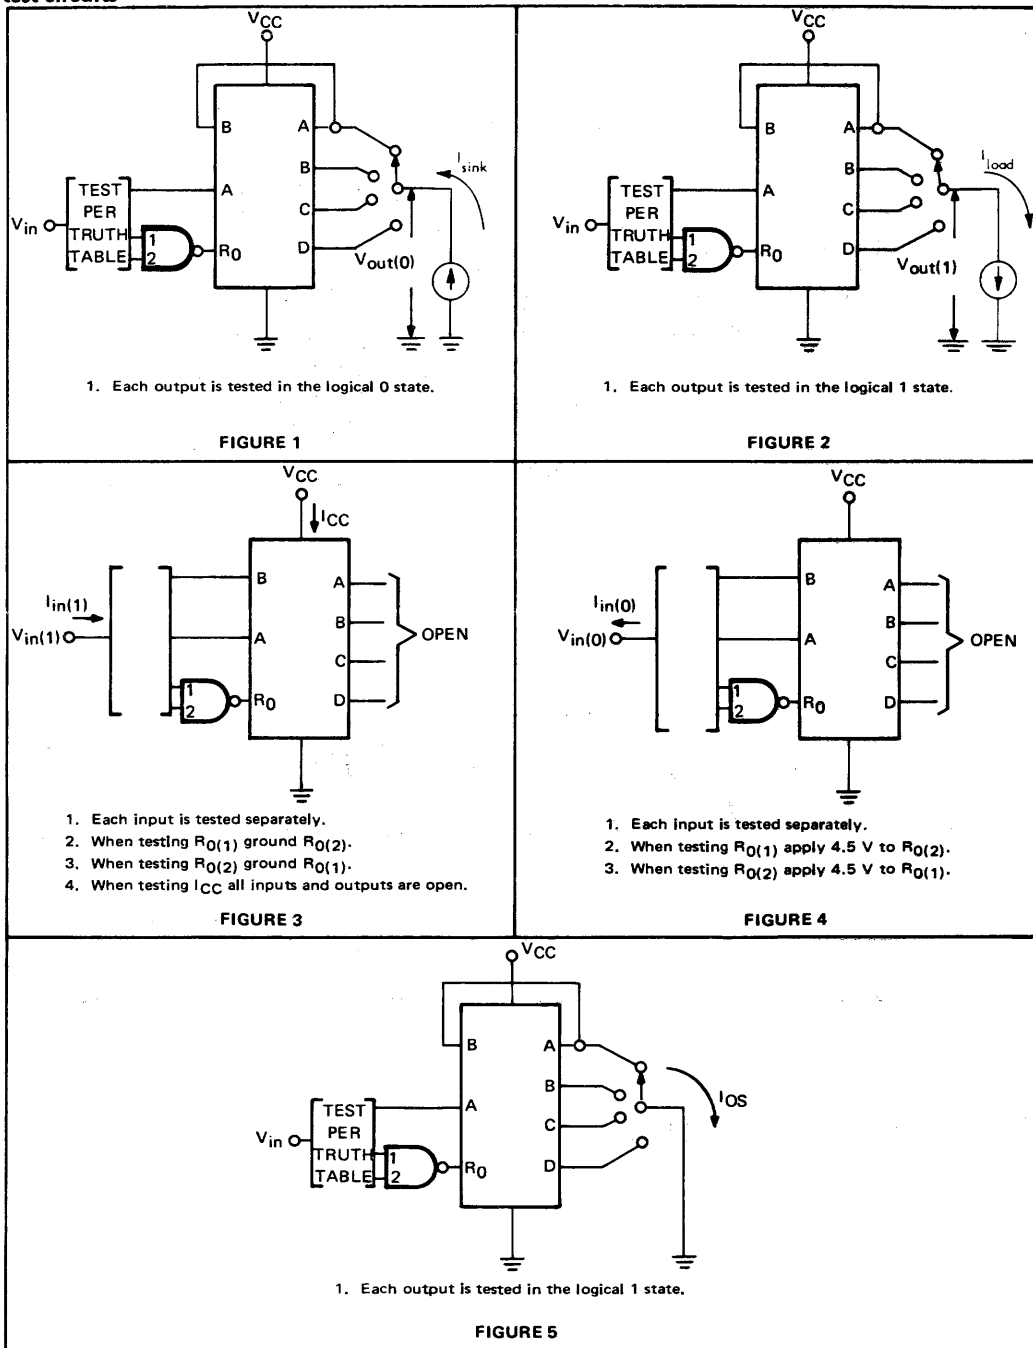 test circuits
VCC
B
A
B
TEST
PER
TRUTH
TABLE
A
C
Vin
1
2
R0
D
Isink
Vout(0)
1. Each output is tested in the logical 0 state.
FIGURE 1
VCC
B
A
B
TEST
PER
TRUTH
TABLE
A
C
Vin
1
2
R0
D
Iload
Vout(1)
1. Each output is tested in the logical 1 state.
FIGURE 2
VCC
ICC
B
A
Iin(1)
B
Vin(1)
A
OPEN
C
1
2
R0
D
1. Each input is tested separately.
2. When testing R0(1) ground R0(2).
3. When testing R0(2) ground R0(1).
4. When testing ICC all inputs and outputs are open.
FIGURE 3
VCC
B
A
Iin(0)
B
Vin(0)
A
OPEN
C
1
2
R0
D
1. Each input is tested separately.
2. When testing R0(1) apply 4.5 V to R0(2).
3. When testing R0(2) apply 4.5 V to R0(1).
FIGURE 4
VCC
B
A
B
TEST
PER
TRUTH
TABLE
A
C
Vin
1
2
R0
D
IOS
1. Each output is tested in the logical 1 state.
FIGURE 5